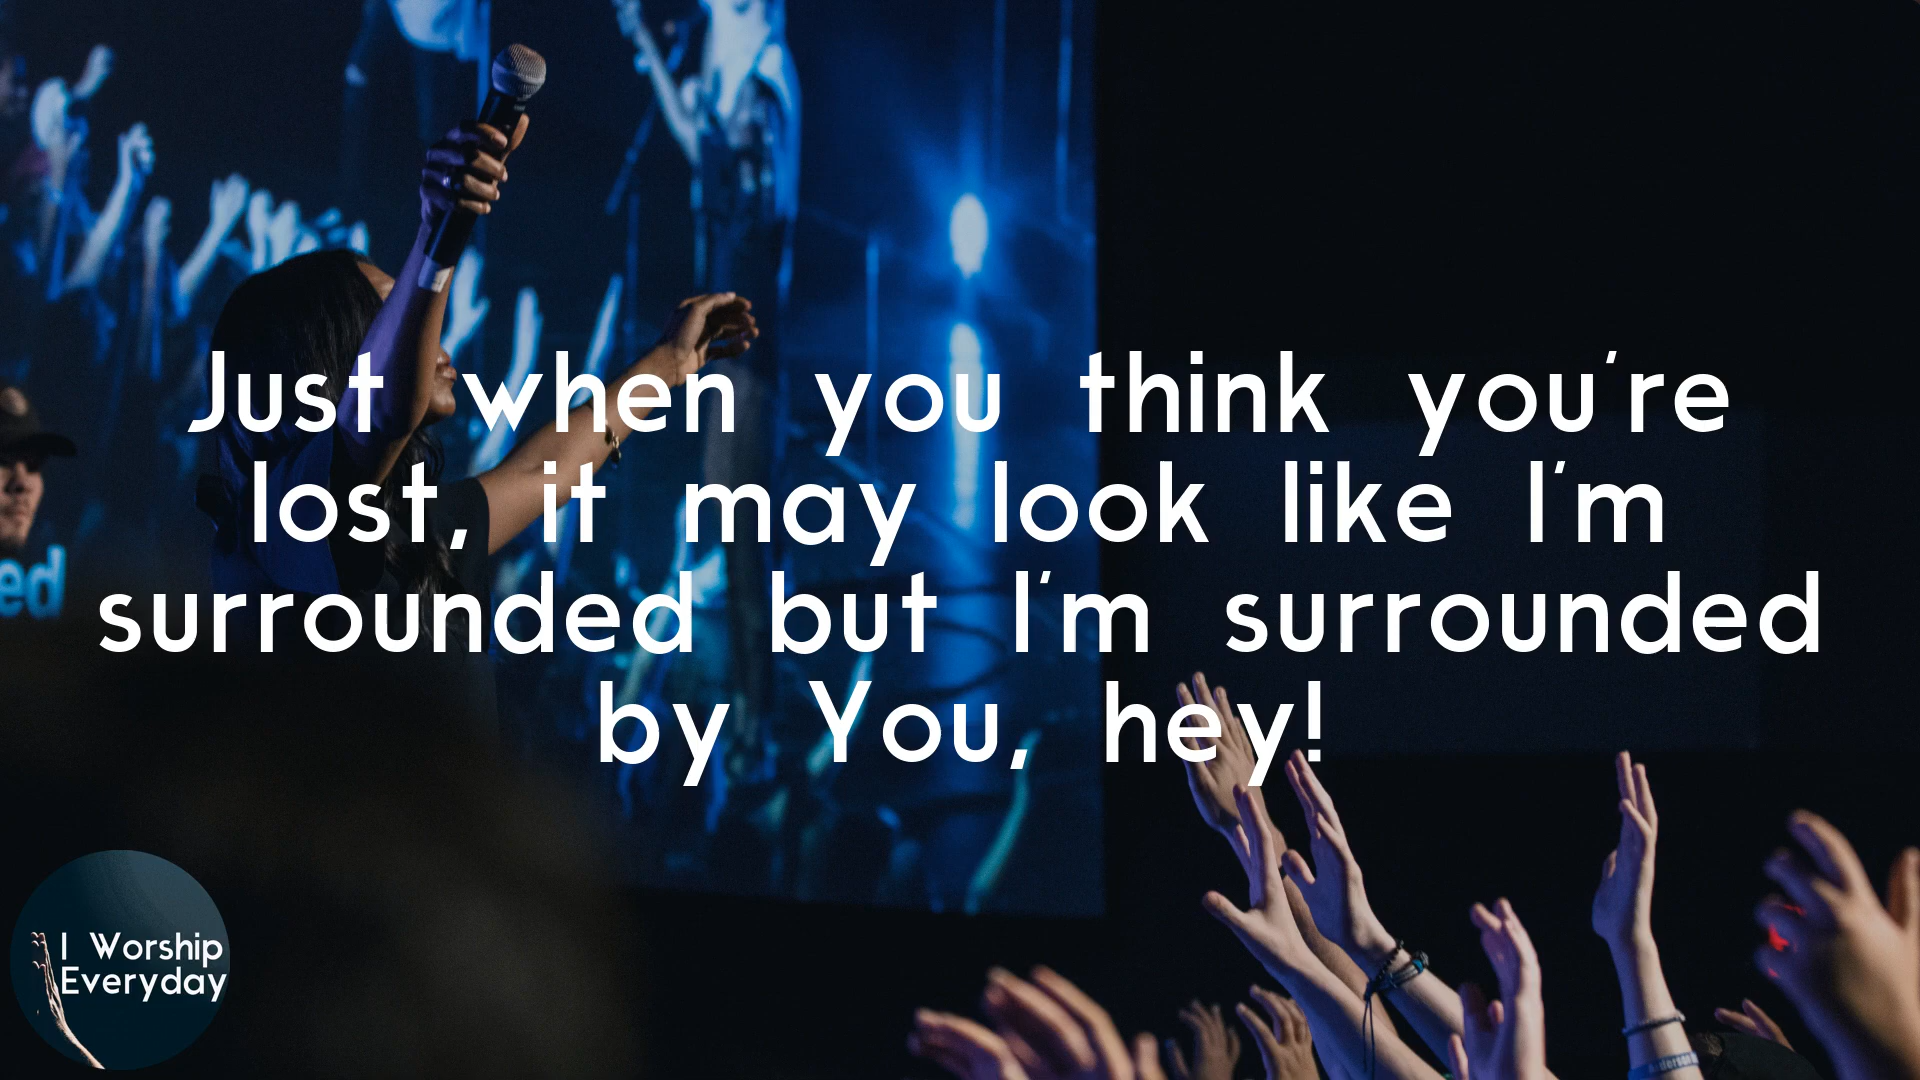 Just when you think you're
lost, it may look like I'm
surrounded but I'm surrounded
by You, hey!
ed
I Worship
Everyday